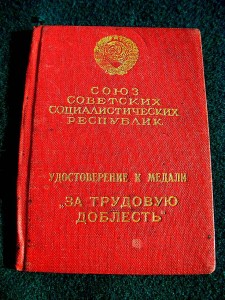 СОЮЗ
СОВЕТСКИХ
СОЦИАЛИСТИЧЕСКИХ
РЕСПУБЛИК
УДОСТОВЕРЕНИЕ К МЕДАЛИ
„ЗА ТРУДОВУЮ
ДОБЛЕСТЬ"